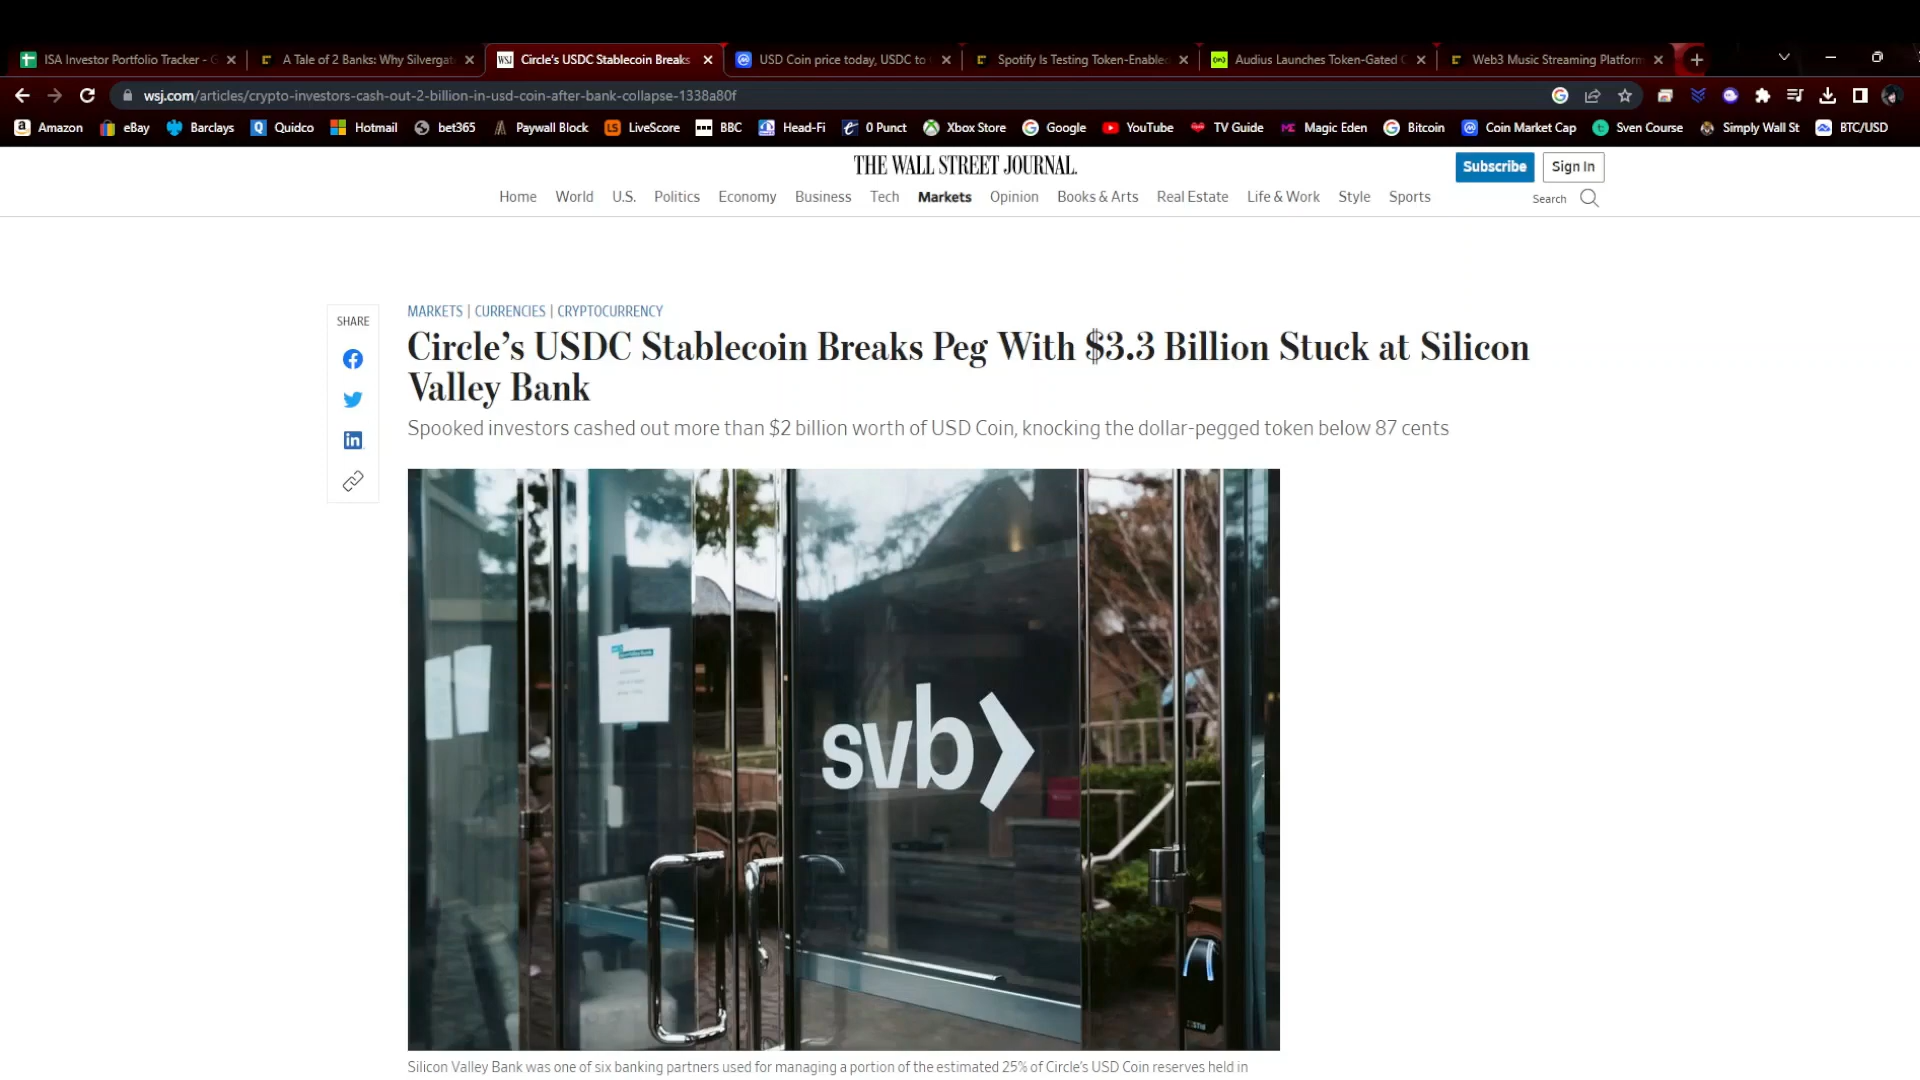 ISA Investor Portfolio Tracker - G
A Tale of 2 Banks: Why Silvergat
WSJ Circle's USDC Stablecoin Breaks
USD Coin price today, USDC to
Spotify Is Testing Token-Enabled
Audius Launches Token-Gated C
Web3 Music Streaming Platform
wsj.com/articles/crypto-investors-cash-out-2-billion-in-usd-coin-after-bank-collapse-1338a80f
Amazon eBay Barclays Quidco Hotmail bet365 Paywall Block LiveScore BBC Head-Fi 0 Punct Xbox Store Google YouTube TV Guide Magic Eden Bitcoin Coin Market Cap Sven Course Simply Wall St BTC/USD
THE WALL STREET JOURNAL.
Subscribe Sign In
Home World U.S. Politics Economy Business Tech Markets Opinion Books & Arts Real Estate Life & Work Style Sports
Search
SHARE
MARKETS | CURRENCIES | CRYPTOCURRENCY
Circle's USDC Stablecoin Breaks Peg With $3.3 Billion Stuck at Silicon
Valley Bank
Spooked investors cashed out more than $2 billion worth of USD Coin, knocking the dollar-pegged token below 87 cents
svb
Silicon Valley Bank was one of six banking partners used for managing a portion of the estimated 25% of Circle's USD Coin reserves held in